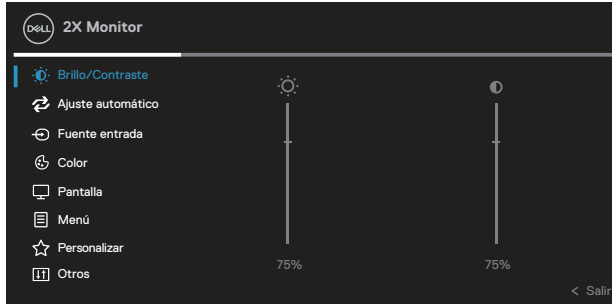 DELL 2X Monitor
Brillo/Contraste
Ajuste automático
Fuente entrada
Color
Pantalla
Menú
Personalizar
Otros
75% 75%
< Salir